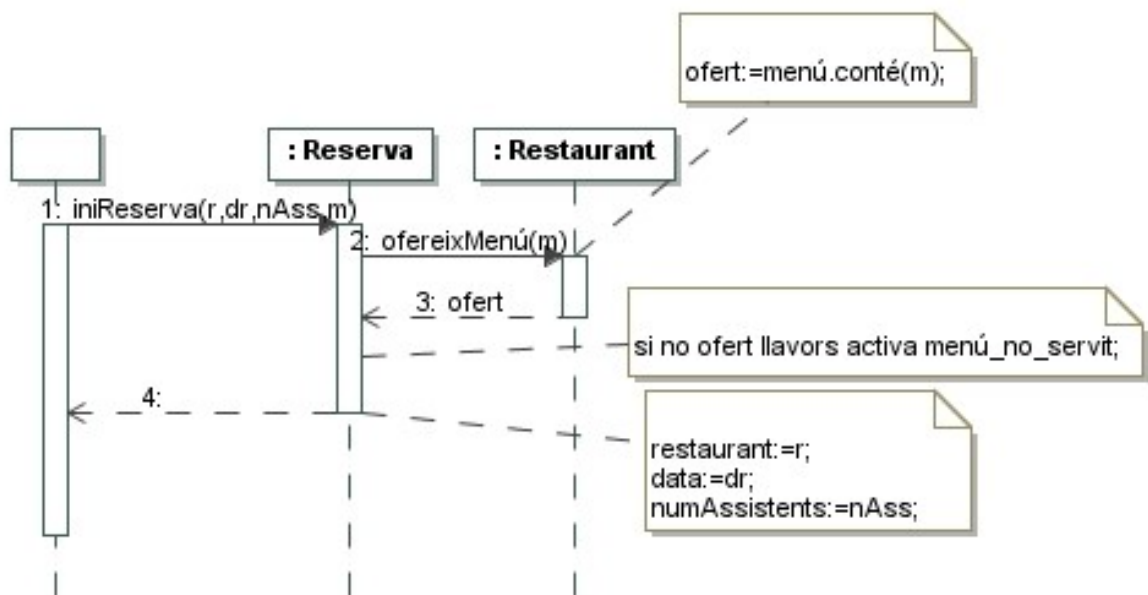 ofert:=menú.conté(m);
: Reserva
: Restaurant
1: iniReserva(r,dr,nAss,m)
2: ofereixMenú(m)
3: ofert
si no ofert llavors activa menú_no_servit;
4:
restaurant:=r;
data:=dr;
numAssistents:=nAss;